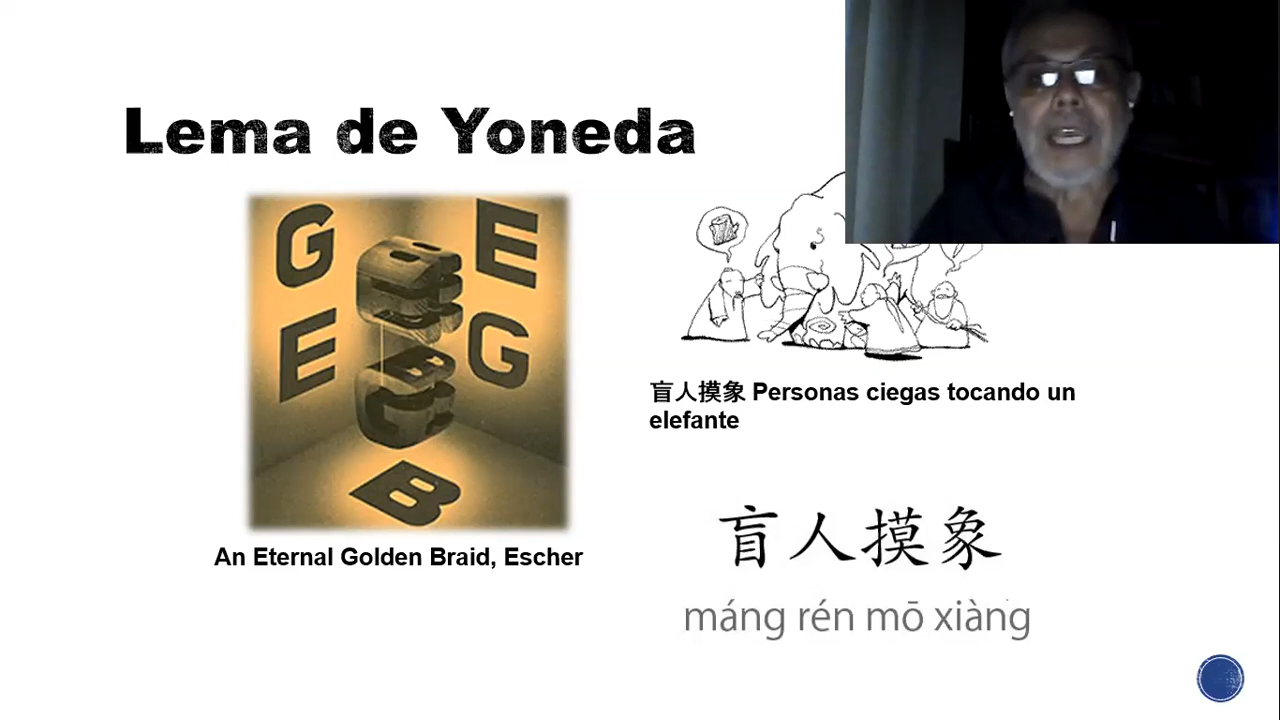 Lema de Yoneda
G E
E G
B
An Eternal Golden Braid, Escher
盲人摸象 Personas ciegas tocando un
elefante
盲人摸象
máng rén mō xiàng